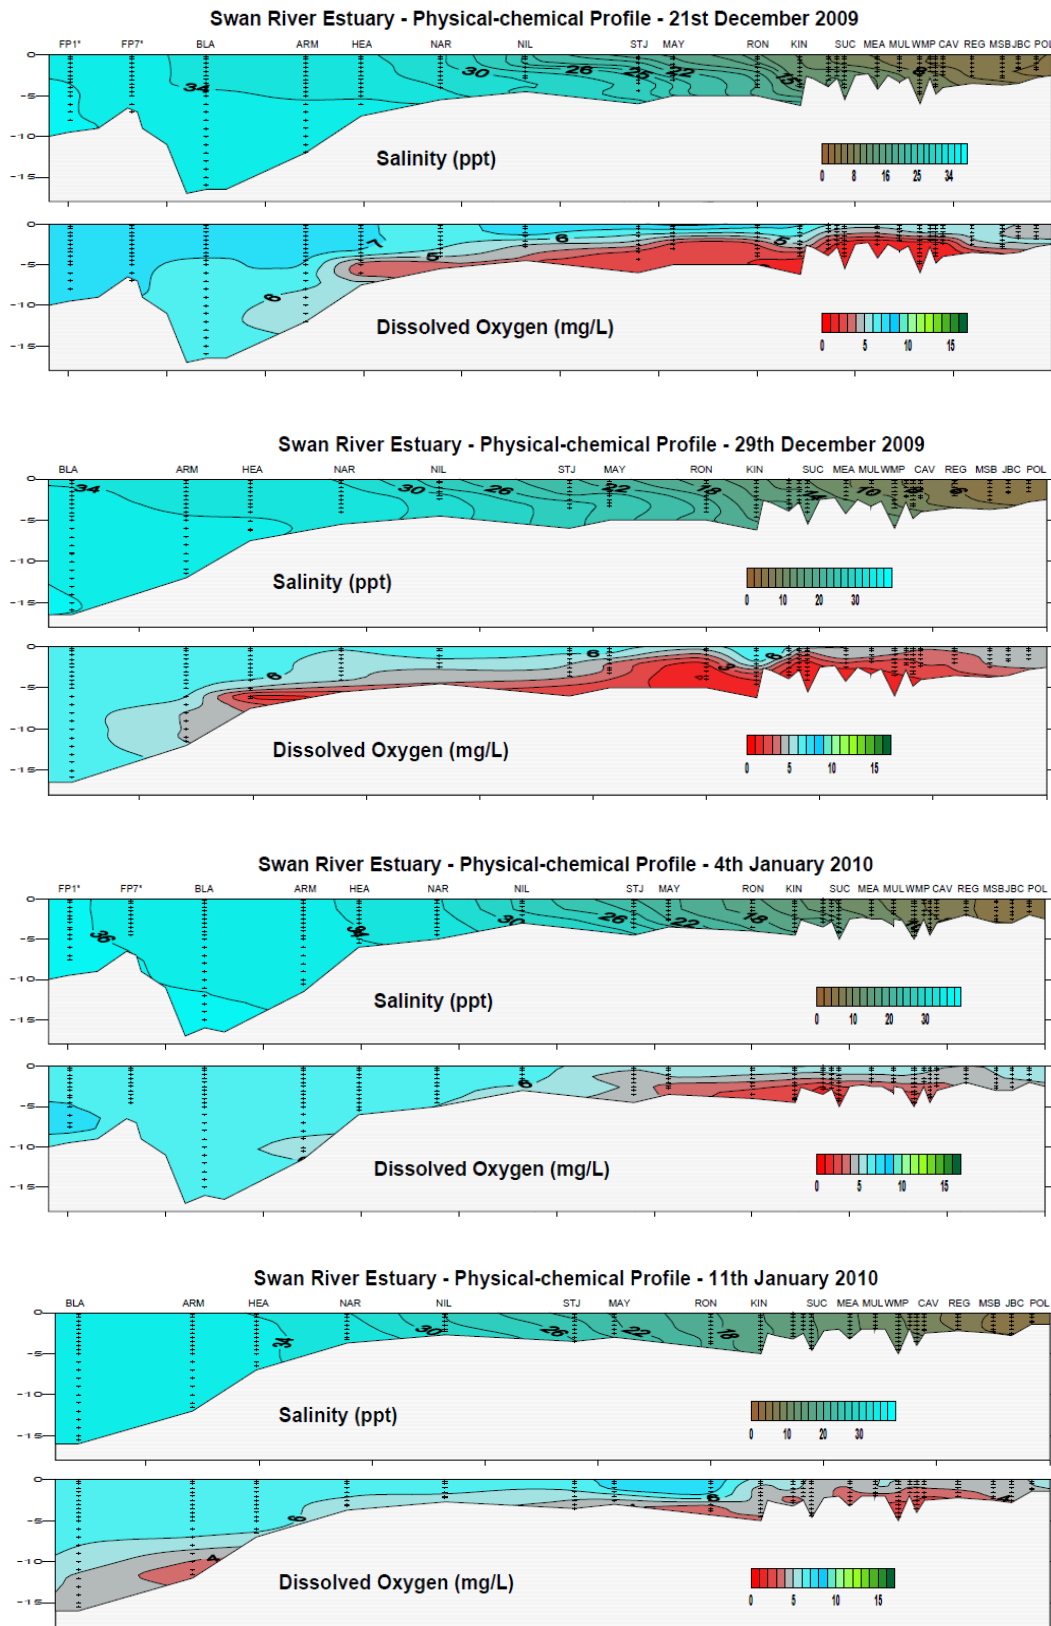 Swan River Estuary - Physical-chemical Profile - 21st December 2009
FP1* FP7* BLA ARM HEA NAR NIL STJ MAY RON KIN SUC MEA MUL WMP CAV REG MSB JBC POL
0
-5
-10
-15
34 30 26 25 22
Salinity (ppt)
0 8 16 25 34
0
-5
-10
-15
7 5 6 5 6
Dissolved Oxygen (mg/L)
0 5 10 15
Swan River Estuary - Physical-chemical Profile - 29th December 2009
BLA ARM HEA NAR NIL STJ MAY RON KIN SUC MEA MUL WMP CAV REG MSB JBC POL
0
-5
-10
-15
34 30 26 22 18 14 10
Salinity (ppt)
0 10 20 30
0
-5
-10
-15
6 6
Dissolved Oxygen (mg/L)
0 5 10 15
Swan River Estuary - Physical-chemical Profile - 4th January 2010
FP1* FP7* BLA ARM HEA NAR NIL STJ MAY RON KIN SUC MEA MUL WMP CAV REG MSB JBC POL
0
-5
-10
-15
36 30 26 22 18
Salinity (ppt)
0 10 20 30
0
-5
-10
-15
6
Dissolved Oxygen (mg/L)
0 5 10 15
Swan River Estuary - Physical-chemical Profile - 11th January 2010
BLA ARM HEA NAR NIL STJ MAY RON KIN SUC MEA MUL WMP CAV REG MSB JBC POL
0
-5
-10
-15
34 30 26 22 18
Salinity (ppt)
0 10 20 30
0
-5
-10
-15
6 4 6
Dissolved Oxygen (mg/L)
0 5 10 15